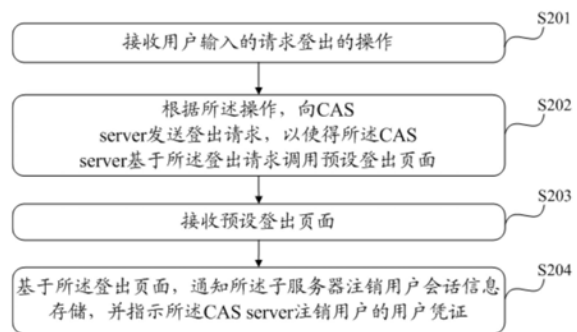 S201
接收用户输入的请求登出的操作
S202
根据所述操作，向CAS
server发送登出请求，以使得所述CAS
server基于所述登出请求调用预设登出页面
S203
接收预设登出页面
S204
基于所述登出页面，通知所述子服务器注销用户会话信息
存储，并指示所述CAS server注销用户的用户凭证